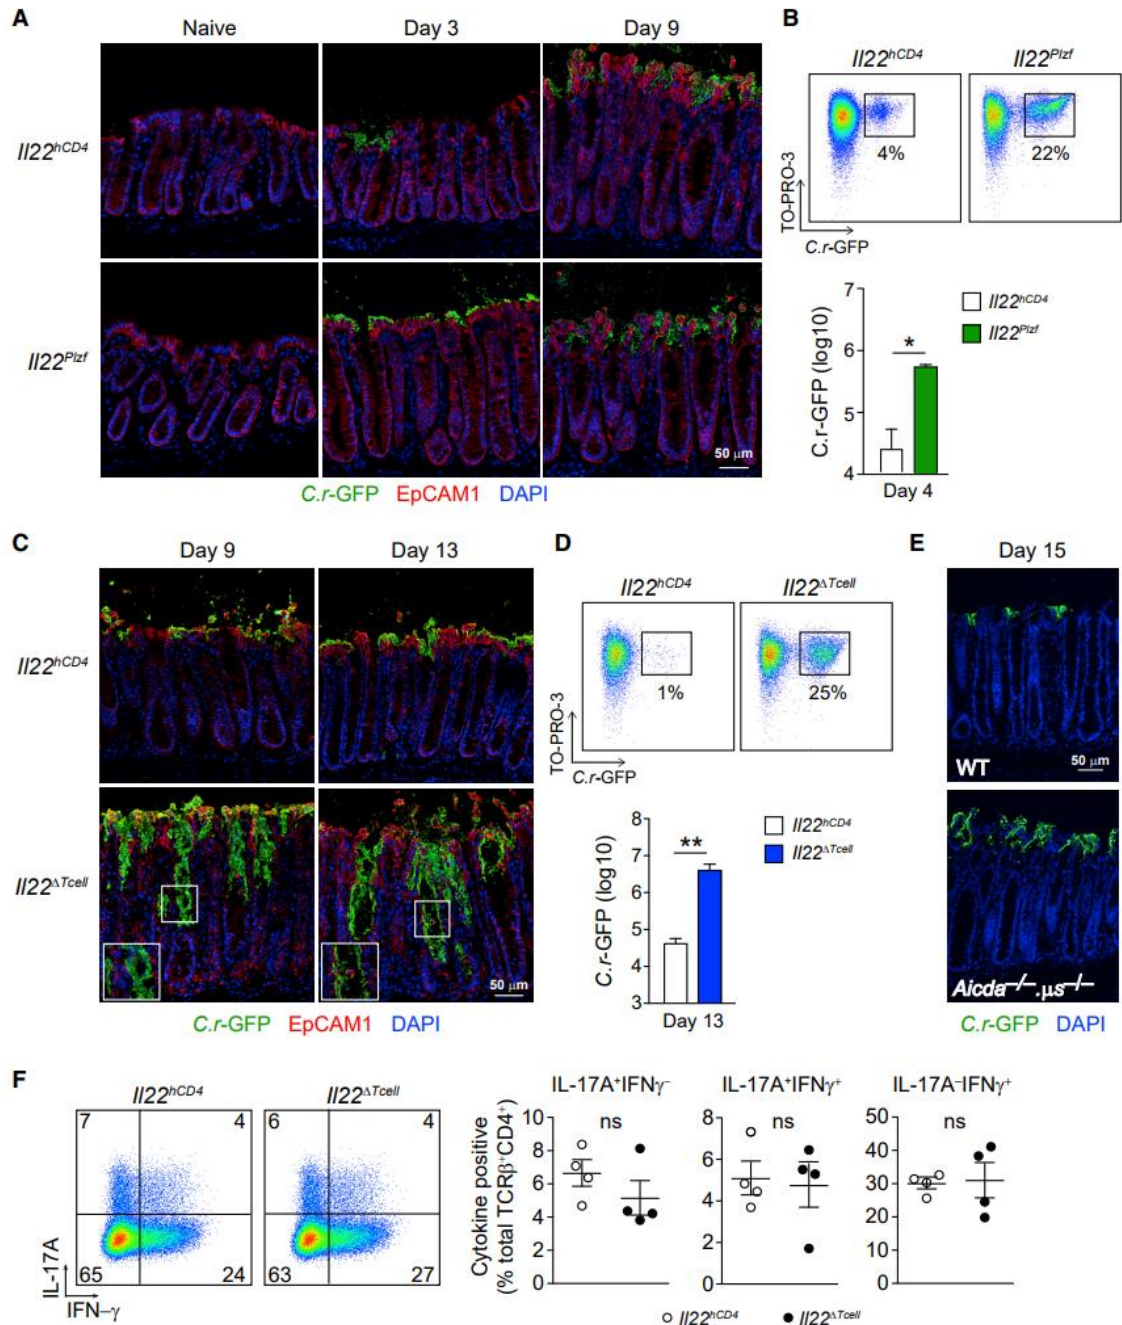 A
Naive Day 3 Day 9
Il22hCD4
Il22Plzf
50 µm
C.r-GFP EpCAM1 DAPI
B
Il22hCD4 Il22Plzf
4% 22%
TO-PRO-3
C.r-GFP
7
6
5
4
C.r-GFP (log10)
*
Day 4
Il22hCD4
Il22Plzf
C
Day 9 Day 13
Il22hCD4
Il22ΔTcell
50 µm
C.r-GFP EpCAM1 DAPI
D
Il22hCD4 Il22ΔTcell
1% 25%
TO-PRO-3
C.r-GFP
8
7
6
5
4
3
C.r-GFP (log10)
**
Day 13
Il22hCD4
Il22ΔTcell
E
Day 15
WT
50 µm
Aicda–/–.µs–/–
C.r-GFP DAPI
F
Il22hCD4 Il22ΔTcell
7 4 6 4
65 24 63 27
IL-17A
IFN–γ
Cytokine positive
(% total TCRβ+CD4+)
IL-17A+IFNγ– IL-17A+IFNγ+ IL-17A–IFNγ+
ns ns ns
10 8 50
8 6 40
6 4 30
4 2 20
2 0 10
0 0
Il22hCD4 Il22ΔTcell